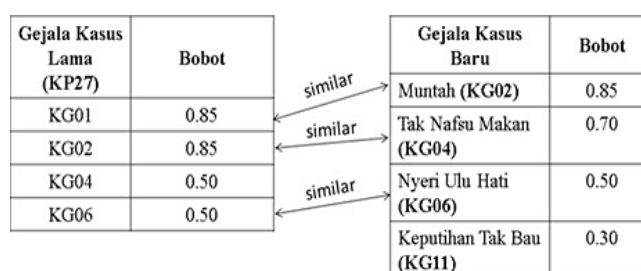 Gejala Kasus
Lama
(KP27)
Bobot
KG01 0.85
KG02 0.85
KG04 0.50
KG06 0.50
similar
similar
similar
Gejala Kasus
Baru
Bobot
Muntah (KG02) 0.85
Tak Nafsu Makan 0.70
(KG04)
Nyeri Ulu Hati 0.50
(KG06)
Keputihan Tak Bau 0.30
(KG11)